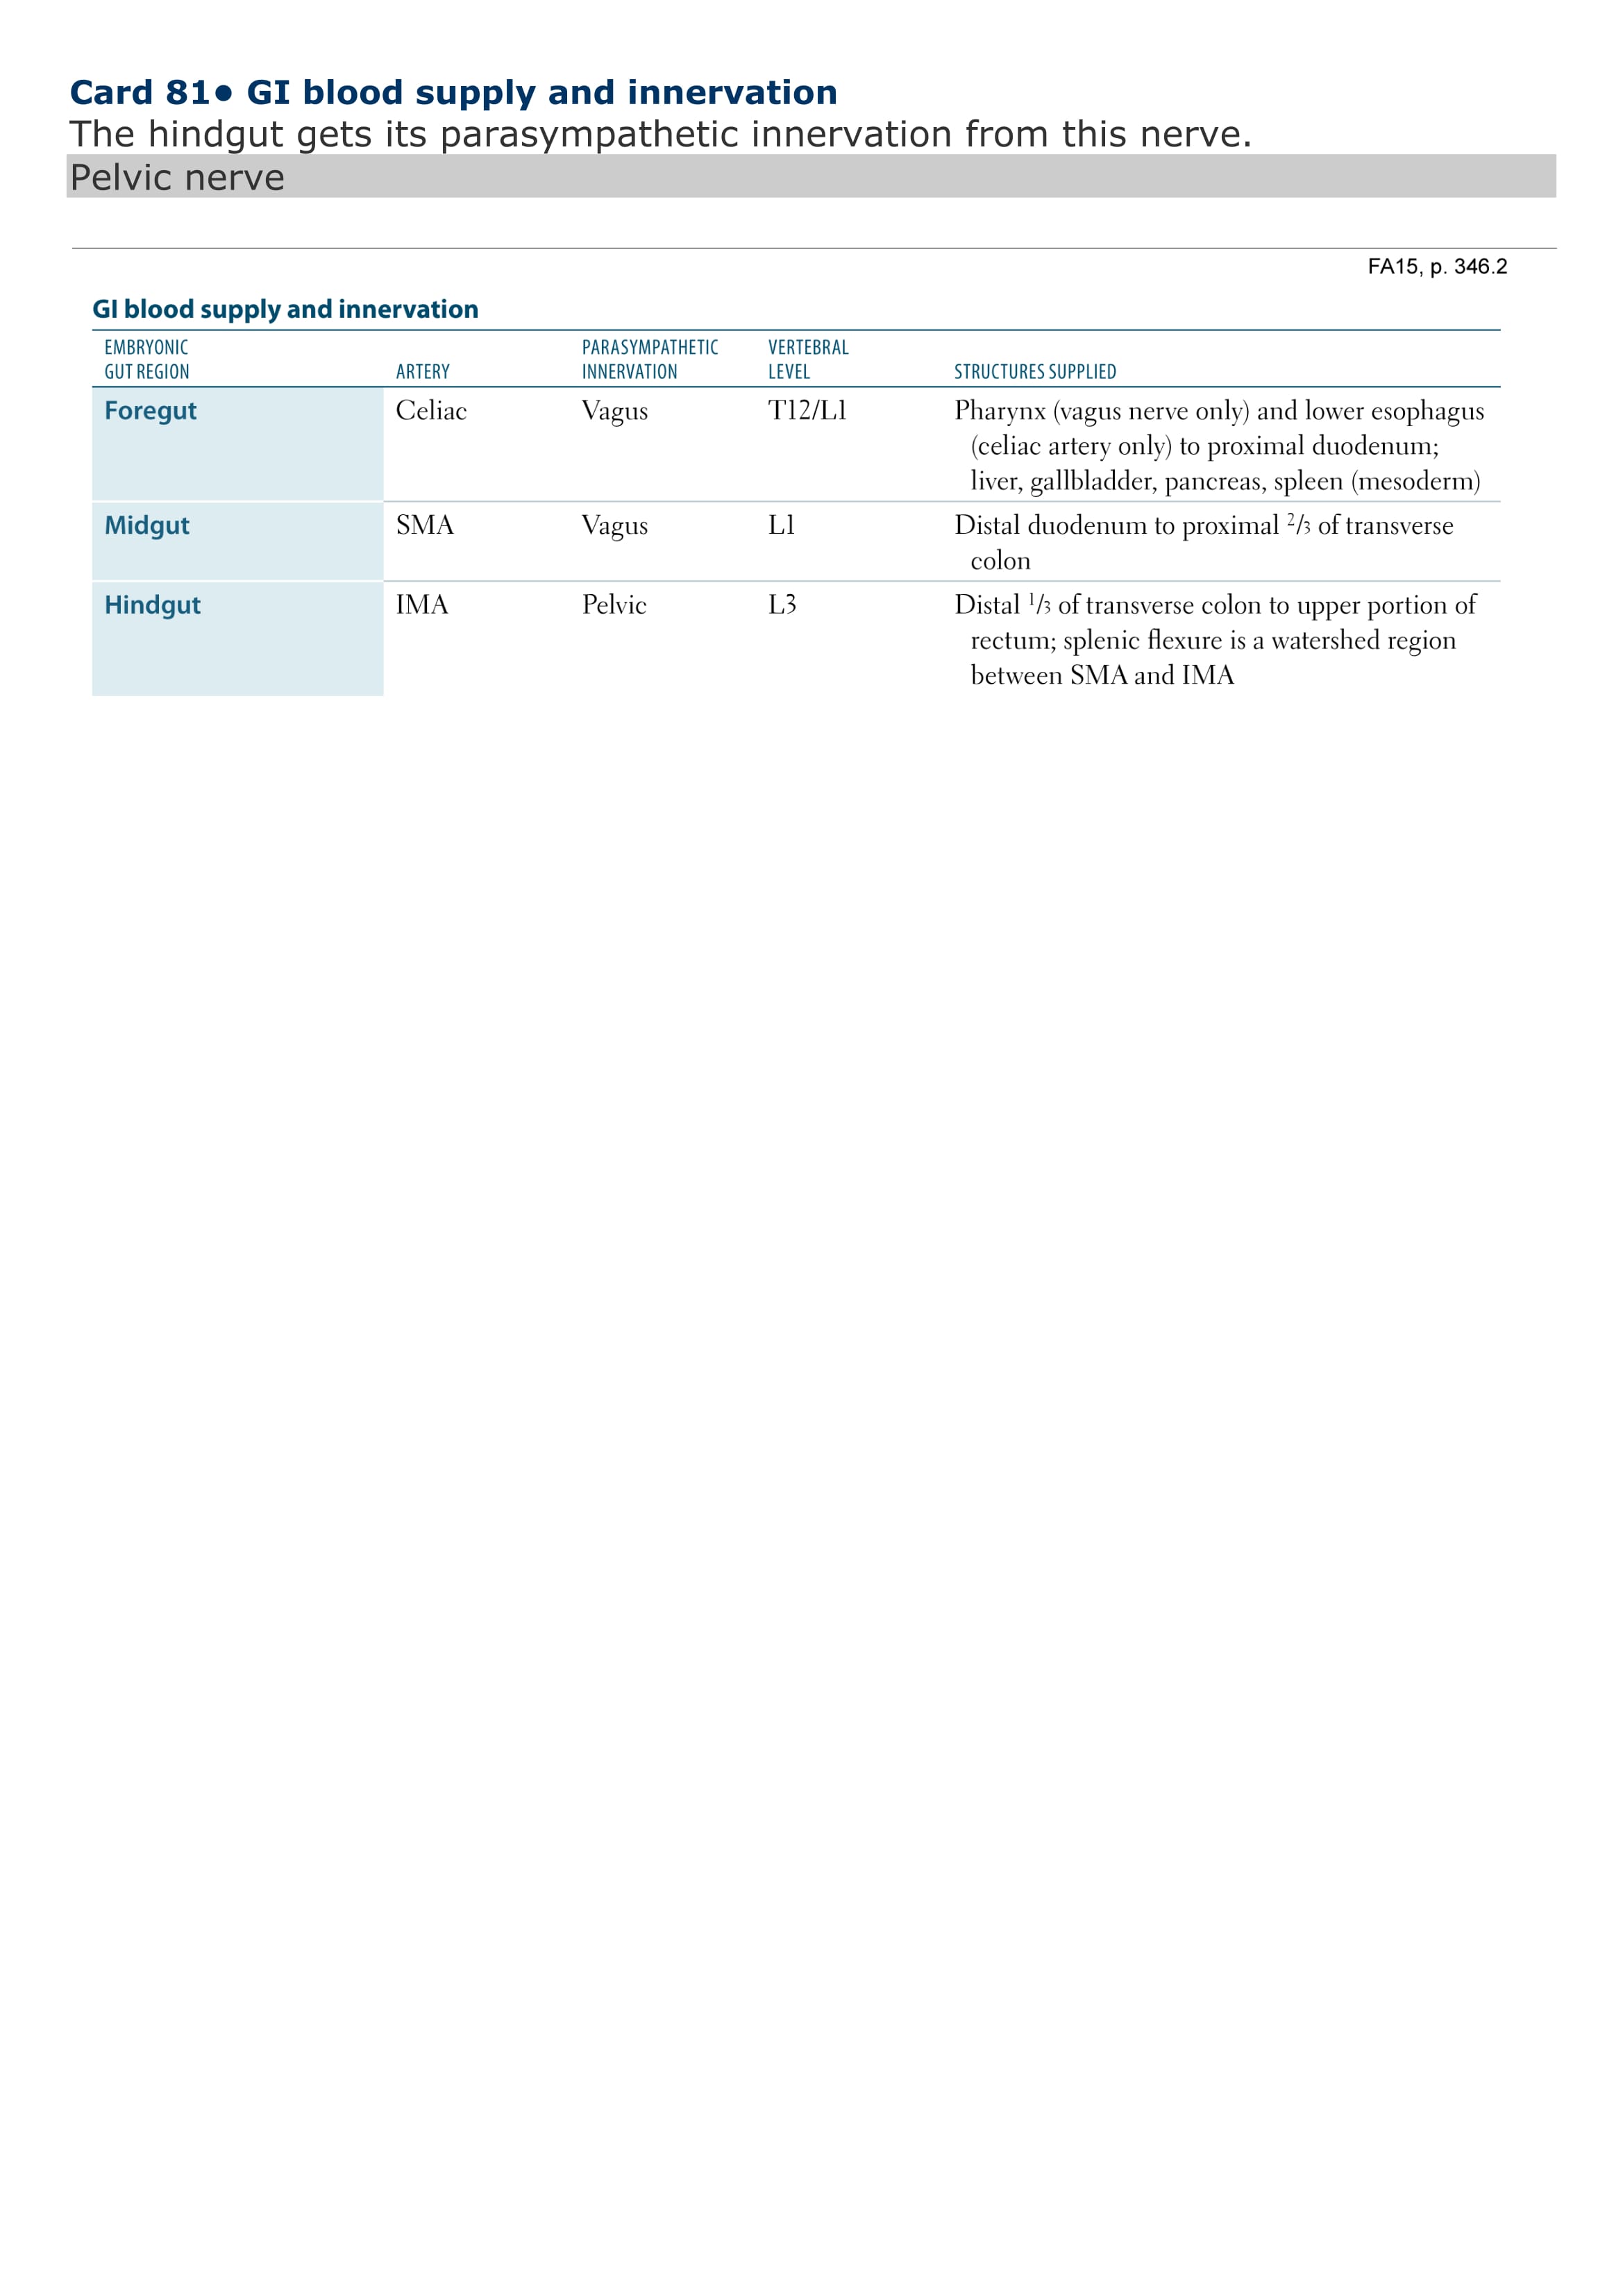 Card 81• GI blood supply and innervation
The hindgut gets its parasympathetic innervation from this nerve.
Pelvic nerve
FA15, p. 346.2
GI blood supply and innervation
EMBRYONIC GUT REGION ARTERY PARASYMPATHETIC INNERVATION VERTEBRAL LEVEL STRUCTURES SUPPLIED
Foregut Celiac Vagus T12/L1 Pharynx (vagus nerve only) and lower esophagus
(celiac artery only) to proximal duodenum;
liver, gallbladder, pancreas, spleen (mesoderm)
Midgut SMA Vagus L1 Distal duodenum to proximal 2/3 of transverse
colon
Hindgut IMA Pelvic L3 Distal 1/3 of transverse colon to upper portion of
rectum; splenic flexure is a watershed region
between SMA and IMA